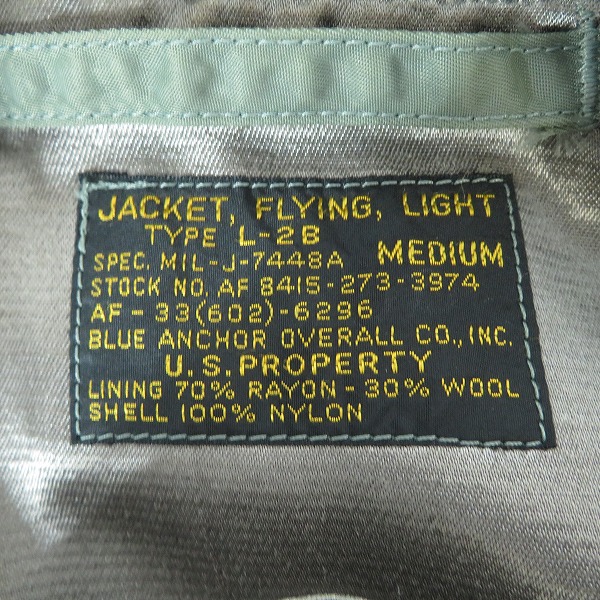 JACKET, FLYING, LIGHT
TYPE L-2B
MEDIUM
SPEC. MIL-J-7448A
STOCK NO. AF 8415-273-3974
AF-33(602)-6296
BLUE ANCHOR OVERALL CO., INC.
U.S. PROPERTY
LINING 70% RAYON-30% WOOL
SHELL 100% NYLON